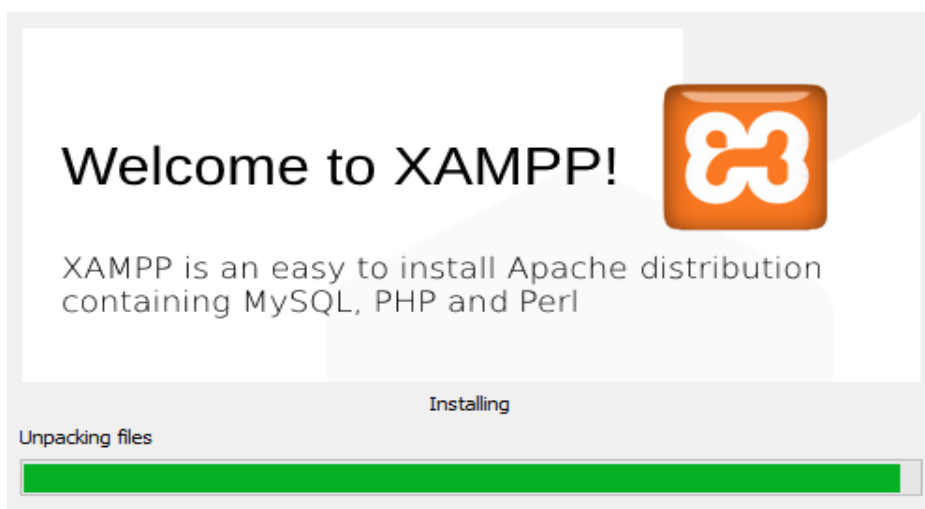 Welcome to XAMPP!
XAMPP is an easy to install Apache distribution
containing MySQL, PHP and Perl
Installing
Unpacking files